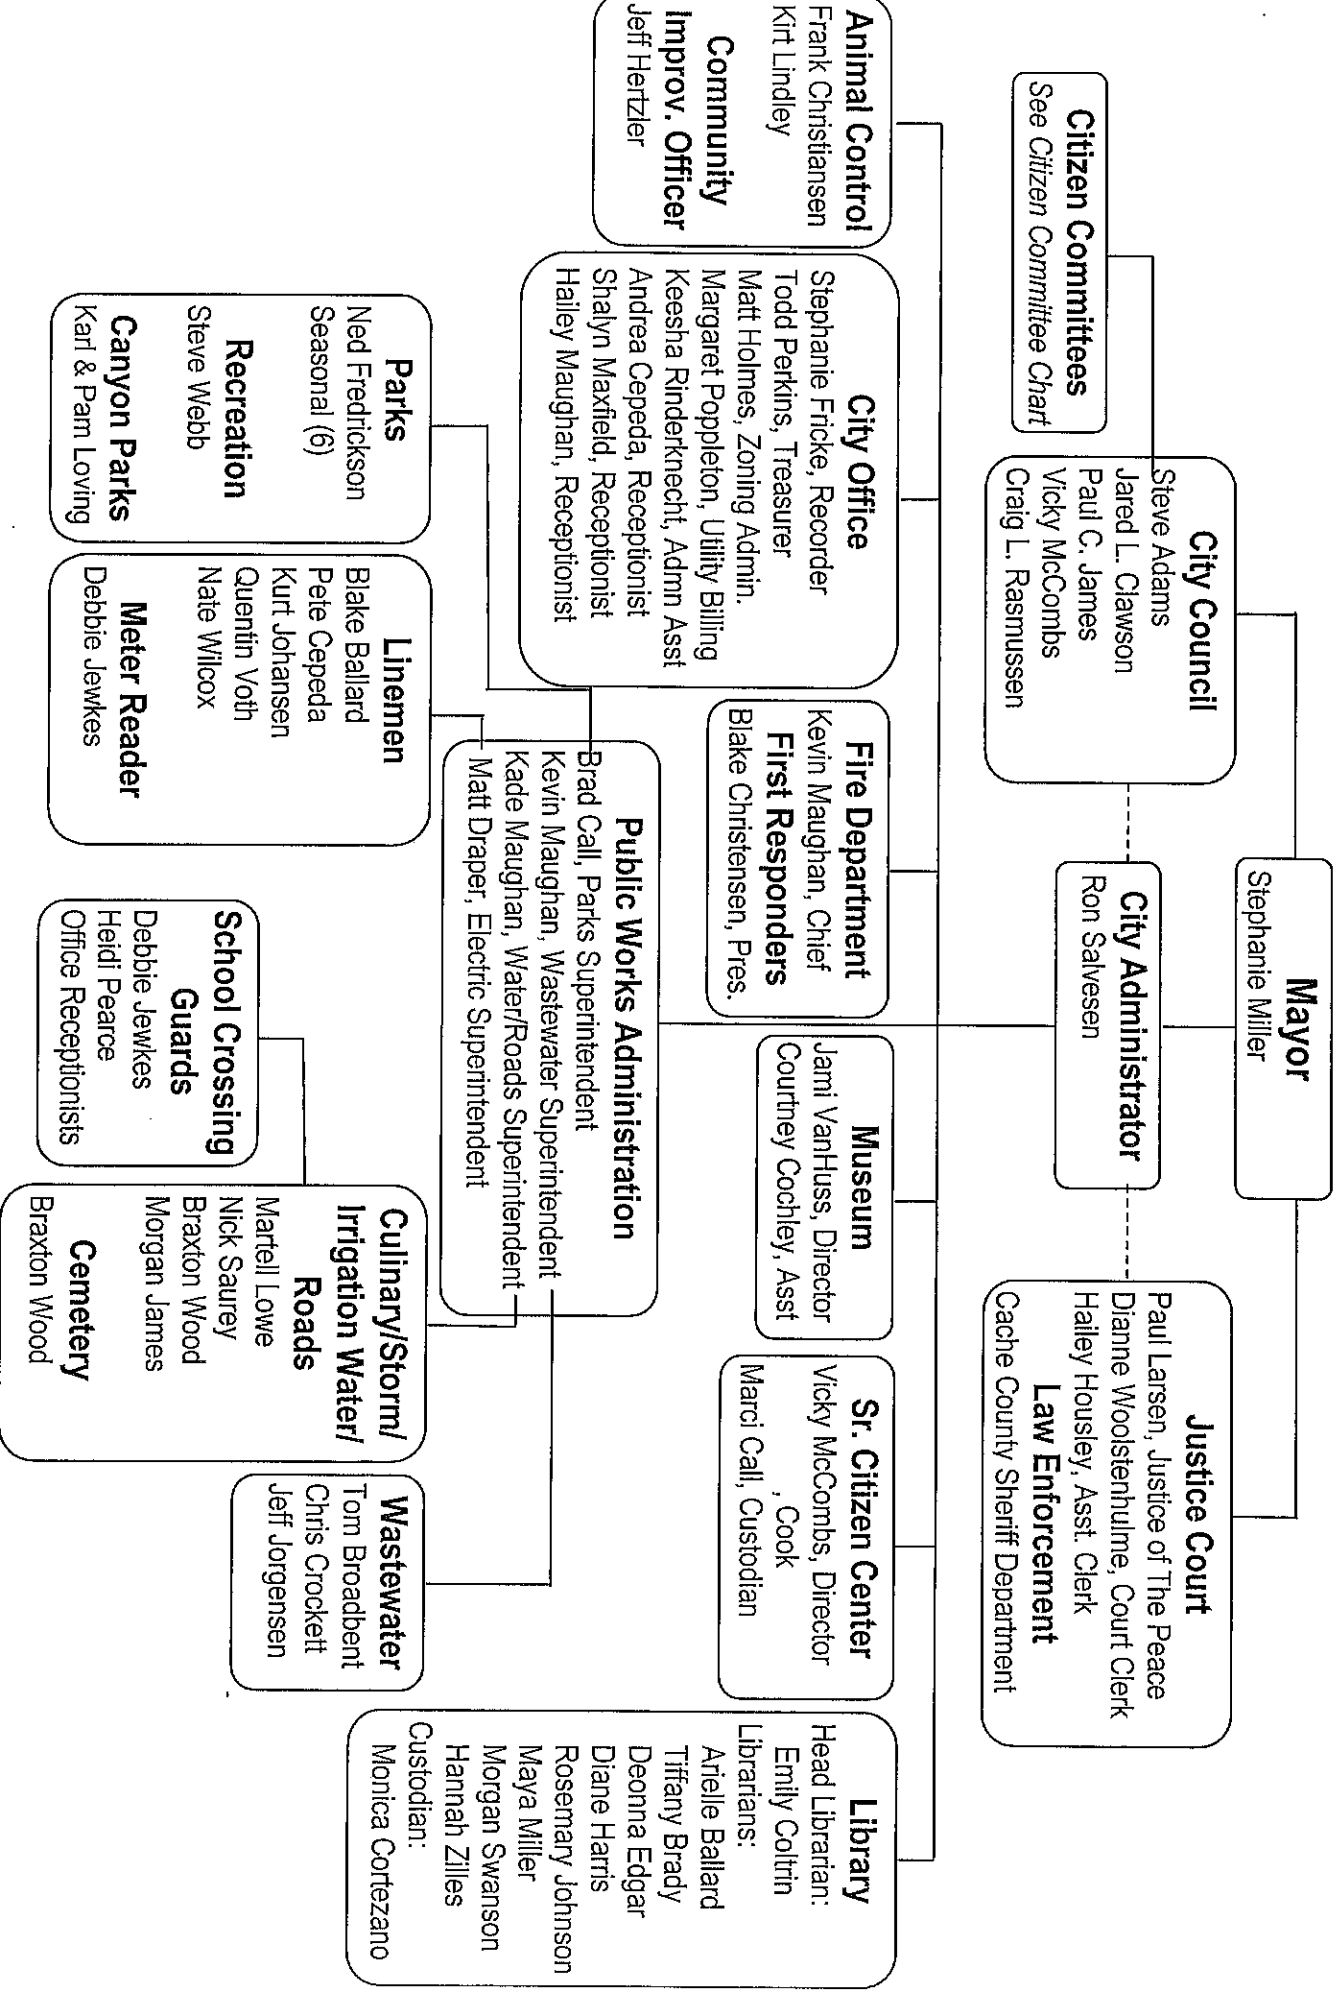 Mayor
Stephanie Miller
City Council
Steve Adams
Jared L. Clawson
Paul C. James
Vicky McCombs
Craig L. Rasmussen
Citizen Committees
See Citizen Committee Chart
City Administrator
Ron Salvesen
Justice Court
Paul Larsen, Justice of The Peace
Dianne Woolstenhulme, Court Clerk
Hailey Housley, Asst. Clerk
Law Enforcement
Cache County Sheriff Department
Animal Control
Frank Christiansen
Kirt Lindley
Community
Improv. Officer
Jeff Hertzler
City Office
Stephanie Fricke, Recorder
Todd Perkins, Treasurer
Matt Holmes, Zoning Admin.
Margaret Poppleton, Utility Billing
Keesha Rinderknecht, Admn Asst
Andrea Cepeda, Receptionist
Shalyn Maxfield, Receptionist
Hailey Maughan, Receptionist
Fire Department
Kevin Maughan, Chief
First Responders
Blake Christensen, Pres.
Museum
Jami VanHuss, Director
Courtney Cochley, Asst
Sr. Citizen Center
Vicky McCombs, Director
, Cook
Marci Call, Custodian
Library
Head Librarian:
Emily Coltrin
Librarians:
Arielle Ballard
Tiffany Brady
Deonna Edgar
Diane Harris
Rosemary Johnson
Maya Miller
Morgan Swanson
Hannah Zilles
Custodian:
Monica Cortezano
Public Works Administration
Brad Call, Parks Superintendent
Kevin Maughan, Wastewater Superintendent
Kade Maughan, Water/Roads Superintendent
Matt Draper, Electric Superintendent
Parks
Ned Fredrickson
Seasonal (6)
Recreation
Steve Webb
Canyon Parks
Karl & Pam Loving
Linemen
Blake Ballard
Pete Cepeda
Kurt Johansen
Quentin Voth
Nate Wilcox
Meter Reader
Debbie Jewkes
School Crossing
Guards
Debbie Jewkes
Heidi Pearce
Office Receptionists
Culinary/Storm/
Irrigation Water/
Roads
Martell Lowe
Nick Saurey
Braxton Wood
Morgan James
Cemetery
Braxton Wood
Wastewater
Tom Broadbent
Chris Crockett
Jeff Jorgensen